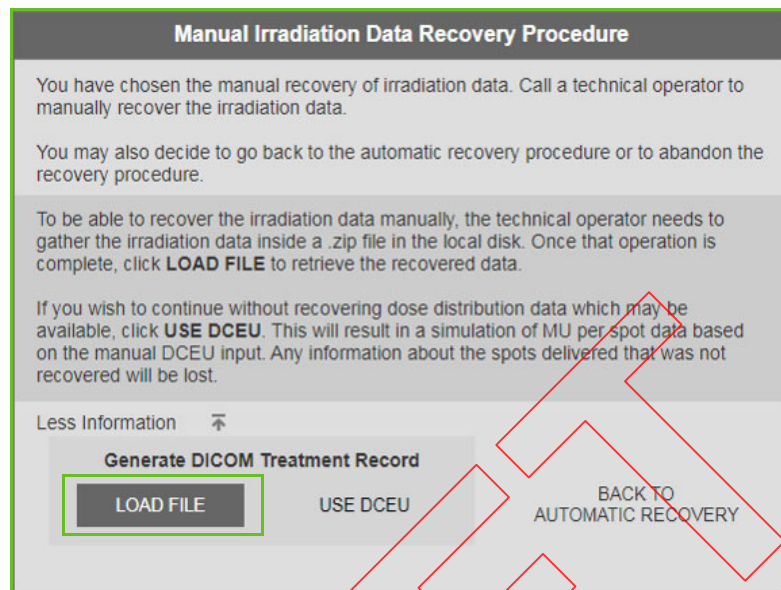 Manual Irradiation Data Recovery Procedure
You have chosen the manual recovery of irradiation data. Call a technical operator to
manually recover the irradiation data.
You may also decide to go back to the automatic recovery procedure or to abandon the
recovery procedure.
To be able to recover the irradiation data manually, the technical operator needs to
gather the irradiation data inside a .zip file in the local disk. Once that operation is
complete, click LOAD FILE to retrieve the recovered
data.
If you wish to continue without recovering dose distribution data which may be
available, click USE DCEU. This will result in a simulation of MU per spot data based
on the manual DCEU input. Any information about the spots delivered that was not
recovered will be lost.
Less Information
Generate DICOM Treatment Record
LOAD FILE
USE DCEU
BACK TO
AUTOMATIC RECOVERY